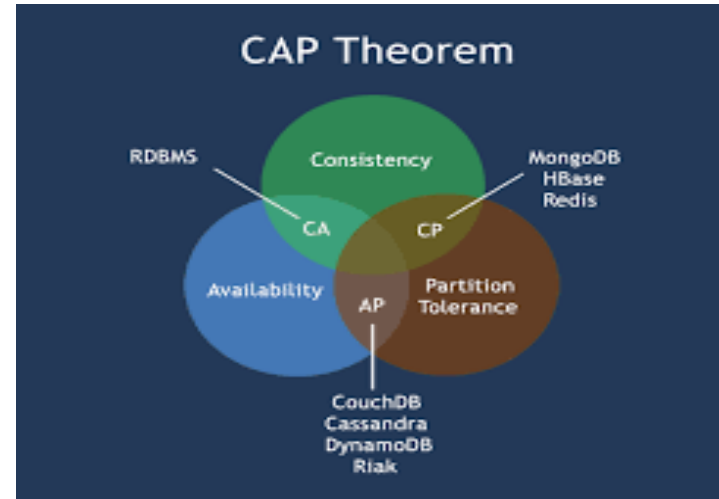 CAP Theorem
RDBMS
Consistency
MongoDB
HBase
Redis
CA
CP
Availability
Partition
Tolerance
AP
CouchDB
Cassandra
DynamoDB
Riak